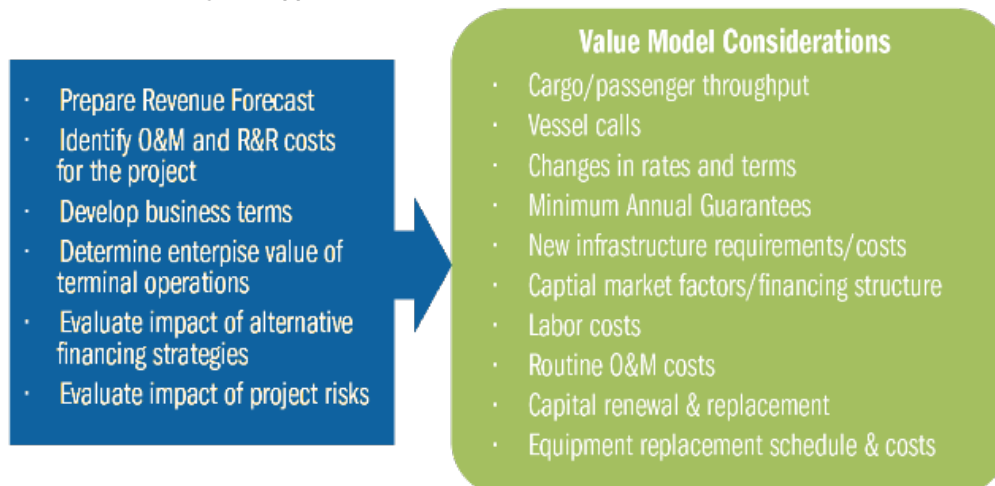 · Prepare Revenue Forecast
· Identify O&M and R&R costs
for the project
· Develop business terms
· Determine enterpise value of
terminal operations
· Evaluate impact of alternative
financing strategies
· Evaluate impact of project risks
Value Model Considerations
· Cargo/passenger throughput
· Vessel calls
· Changes in rates and terms
· Minimum Annual Guarantees
· New infrastructure requirements/costs
· Captial market factors/financing structure
· Labor costs
· Routine O&M costs
· Capital renewal & replacement
· Equipment replacement schedule & costs